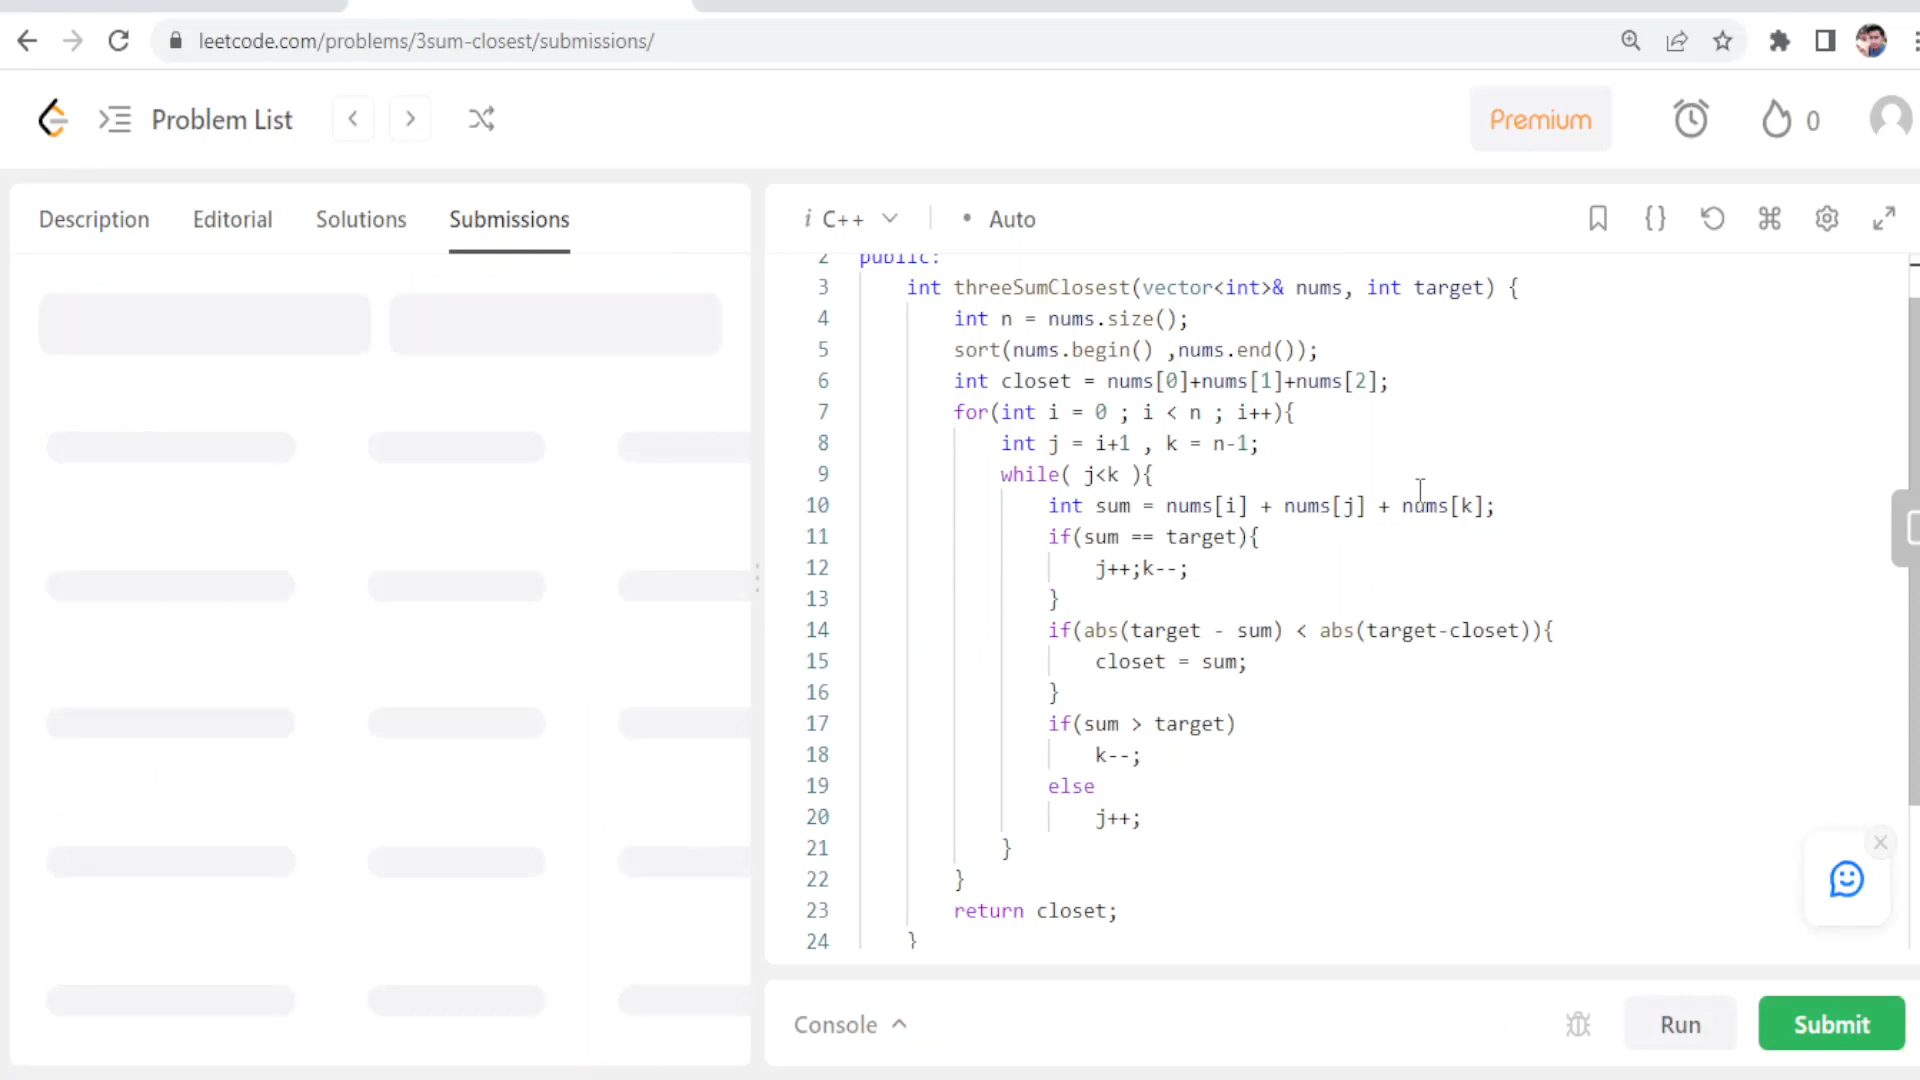 leetcode.com/problems/3sum-closest/submissions/
Problem List
Premium
0
Description Editorial Solutions Submissions
i C++ • Auto
2 public:
3 int threeSumClosest(vector<int>& nums, int target) {
4 int n = nums.size();
5 sort(nums.begin() ,nums.end());
6 int closet = nums[0]+nums[1]+nums[2];
7 for(int i = 0 ; i < n ; i++){
8 int j = i+1 , k = n-1;
9 while( j<k ){
10 int sum = nums[i] + nums[j] + nums[k];
11 if(sum == target){
12 j++;k--;
13 }
14 if(abs(target - sum) < abs(target-closet)){
15 closet = sum;
16 }
17 if(sum > target)
18 k--;
19 else
20 j++;
21 }
22 }
23 return closet;
24 }
Console
Run
Submit